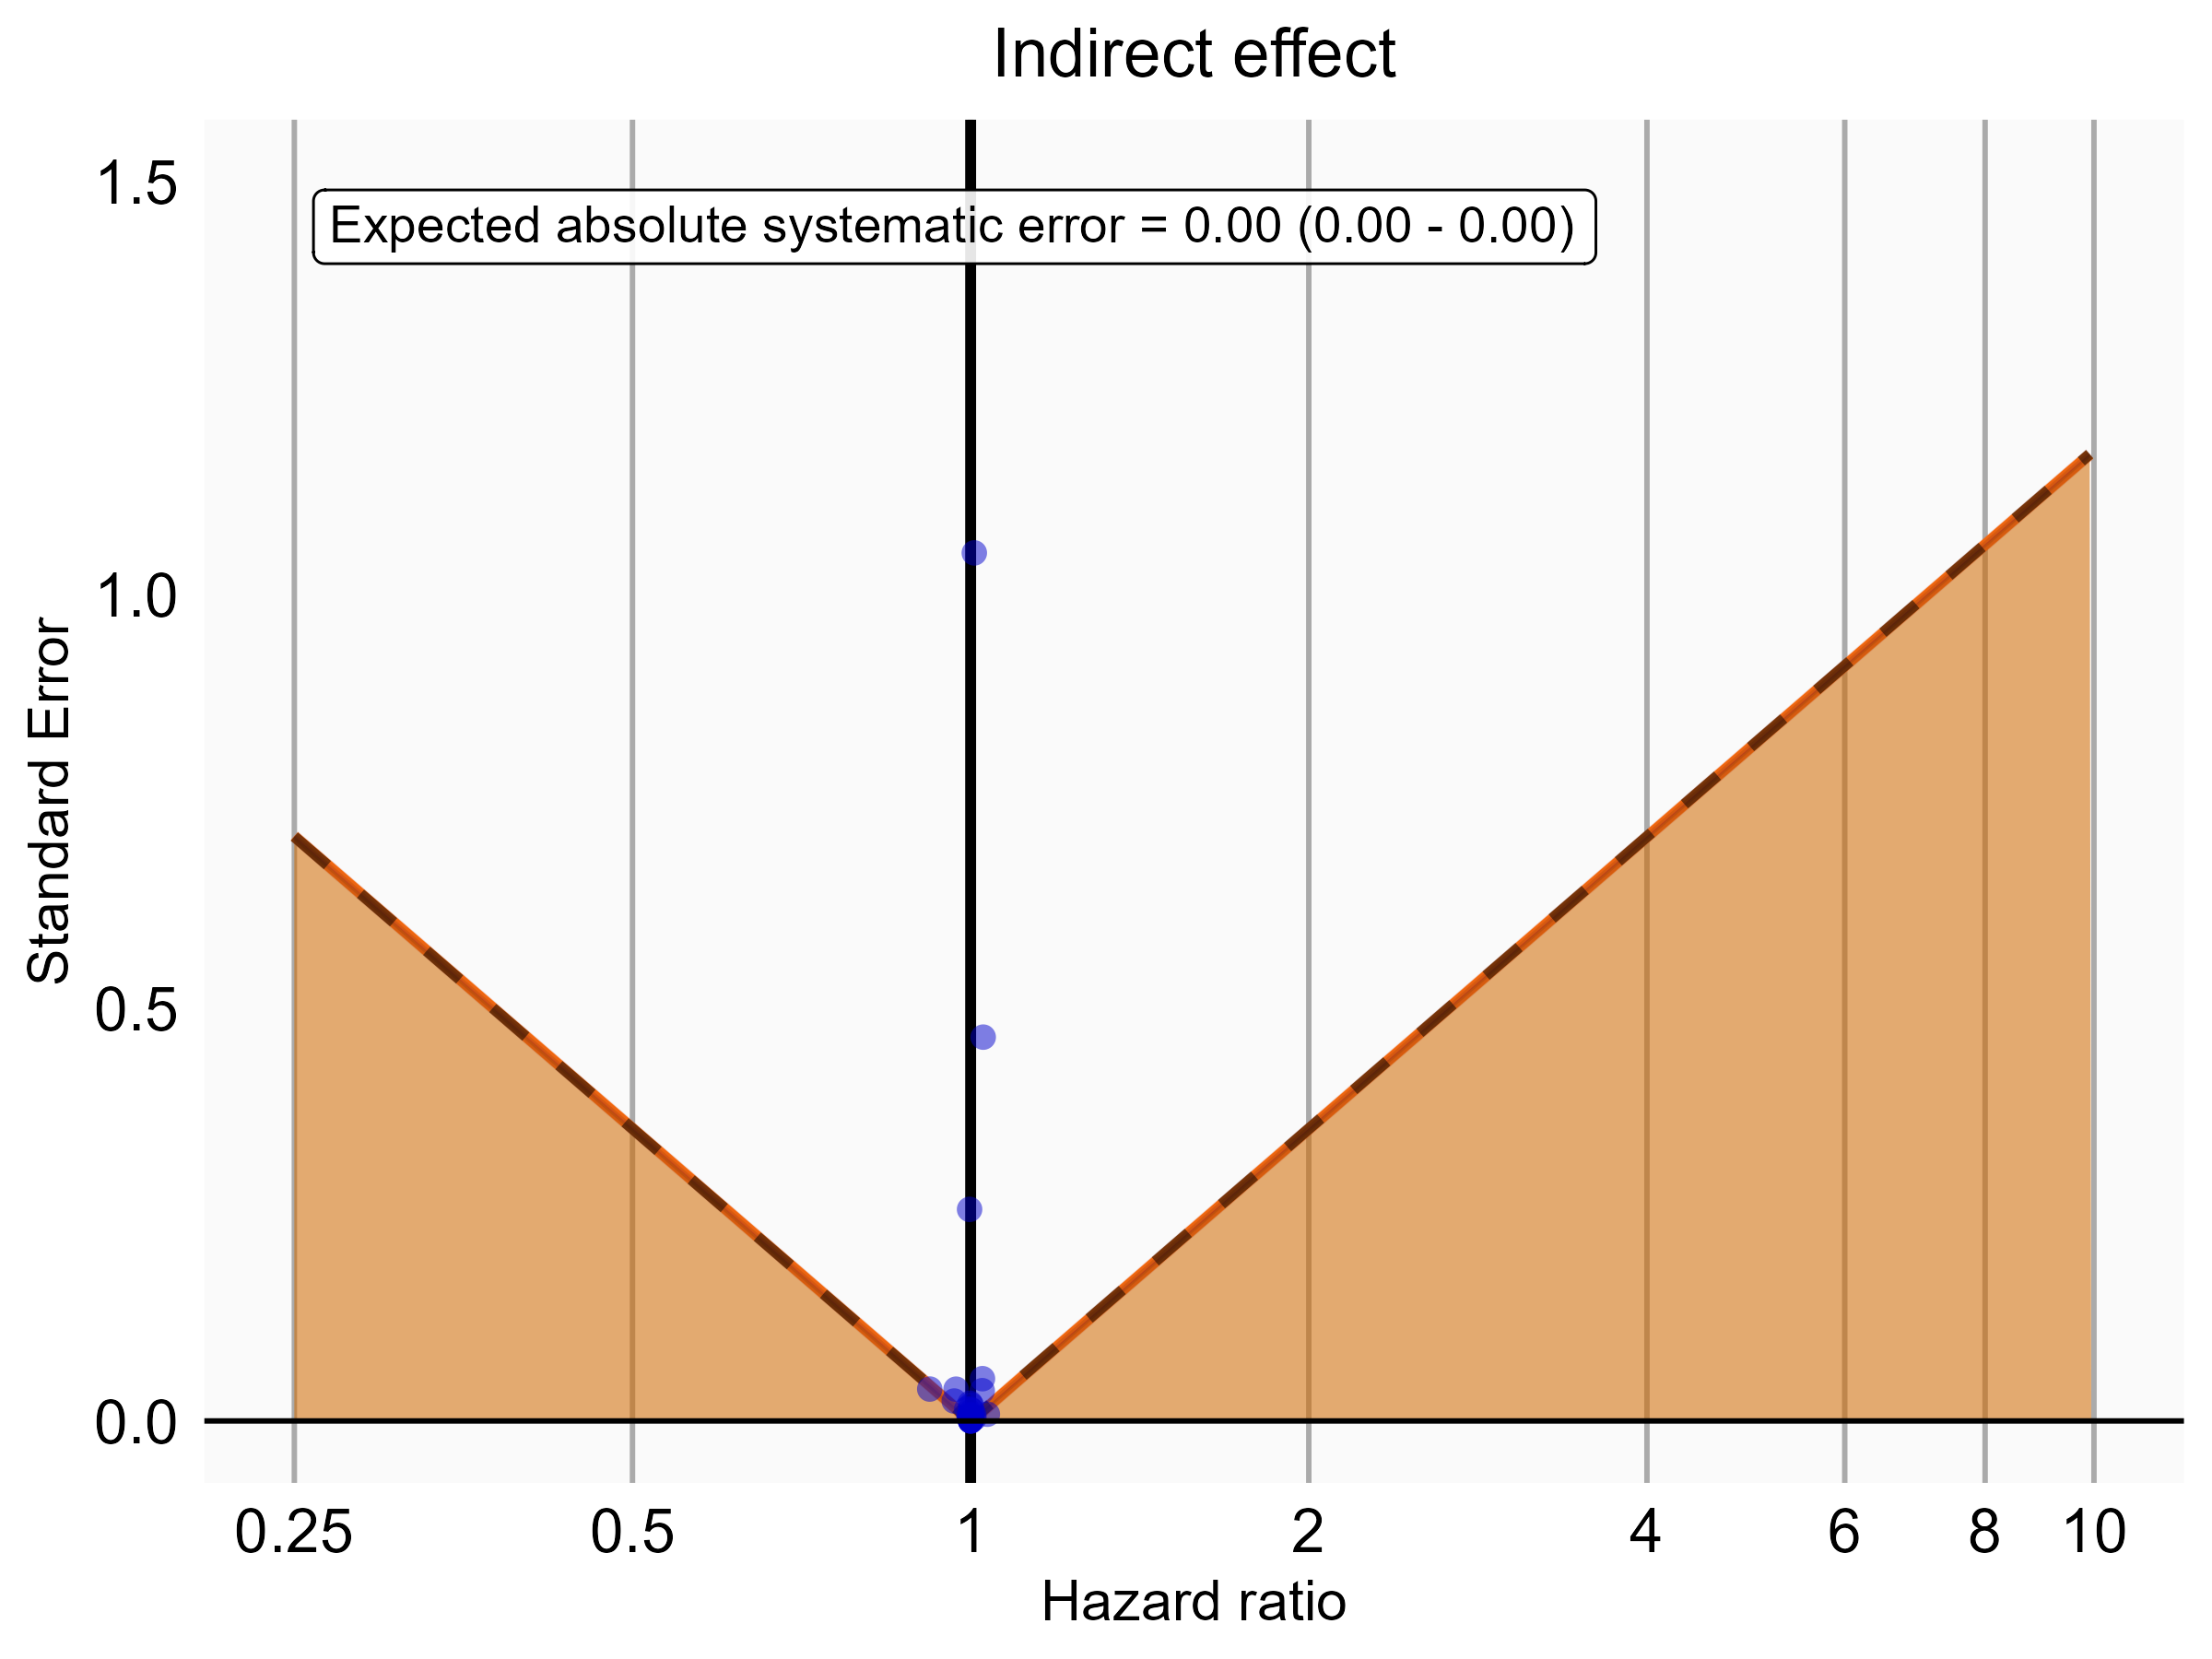 Indirect effect
Expected absolute systematic error = 0.00 (0.00 - 0.00)
1.5
1.0
0.5
0.0
Standard Error
0.25 0.5 1 2 4 6 8 10
Hazard ratio